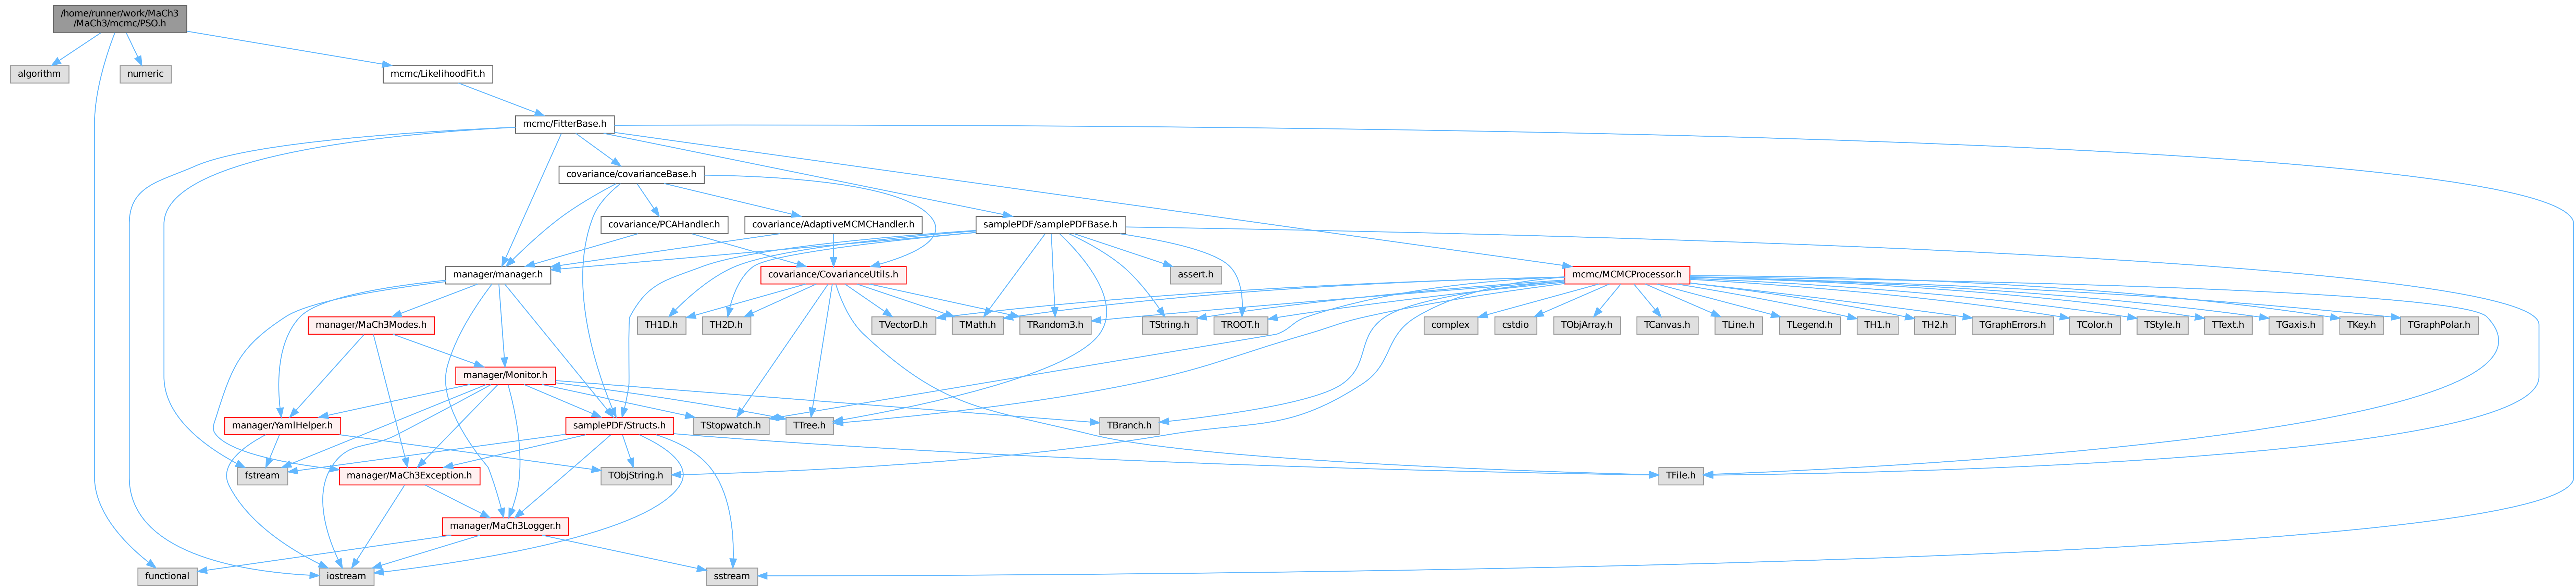 /home/runner/work/MaCh3
/MaCh3/mcmc/PSO.h
algorithm
numeric
mcmc/LikelihoodFit.h
mcmc/FitterBase.h
covariance/covarianceBase.h
covariance/PCAHandler.h
covariance/AdaptiveMCMCHandler.h
samplePDF/samplePDFBase.h
manager/manager.h
covariance/CovarianceUtils.h
assert.h
mcmc/MCMCProcessor.h
manager/MaCh3Modes.h
TH1D.h
TH2D.h
TVectorD.h
TMath.h
TRandom3.h
TString.h
TROOT.h
complex
cstdio
TObjArray.h
TCanvas.h
TLine.h
TLegend.h
TH1.h
TH2.h
TGraphErrors.h
TColor.h
TStyle.h
TText.h
TGaxis.h
TKey.h
TGraphPolar.h
manager/Monitor.h
manager/YamlHelper.h
samplePDF/Structs.h
TStopwatch.h
TTree.h
TBranch.h
fstream
manager/MaCh3Exception.h
TObjString.h
TFile.h
manager/MaCh3Logger.h
functional
iostream
sstream